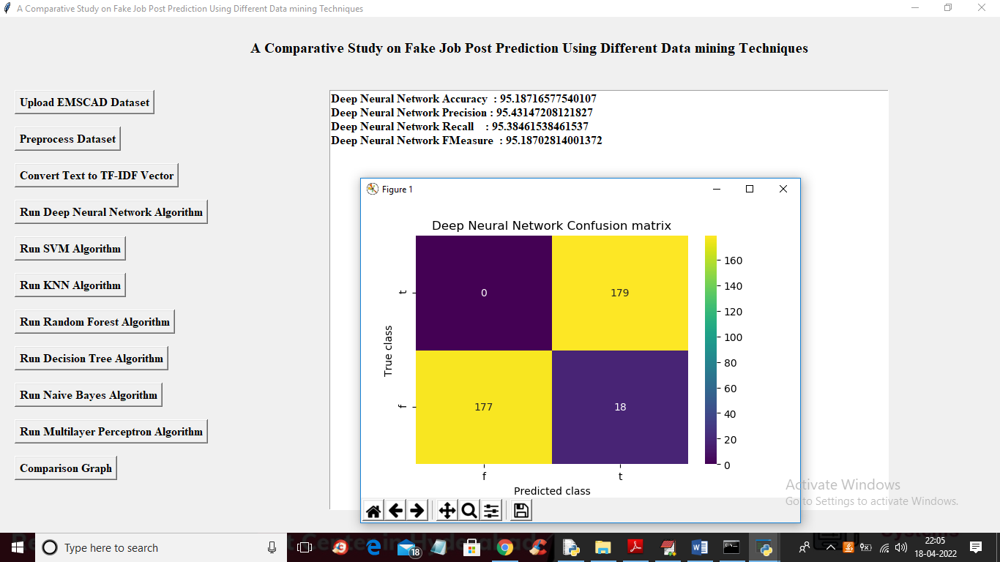 A Comparative Study on Fake Job Post Prediction Using Different Data mining Techniques
A Comparative Study on Fake Job Post Prediction Using Different Data mining Techniques
Upload EMSCAD Dataset
Preprocess Dataset
Convert Text to TF-IDF Vector
Run Deep Neural Network Algorithm
Run SVM Algorithm
Run KNN Algorithm
Run Random Forest Algorithm
Run Decision Tree Algorithm
Run Naive Bayes Algorithm
Run Multilayer Perceptron Algorithm
Comparison Graph
Deep Neural Network Accuracy : 95.18716577540107
Deep Neural Network Precision : 95.43147208121827
Deep Neural Network Recall : 95.38461538461537
Deep Neural Network FMeasure : 95.18702814001372
Figure 1
Deep Neural Network Confusion matrix
t
0
179
f
177
18
True class
f
t
Predicted class
160
140
120
100
80
60
40
20
0
Activate Windows
Go to Settings to activate Windows.
Type here to search
18
22:05
18-04-2022